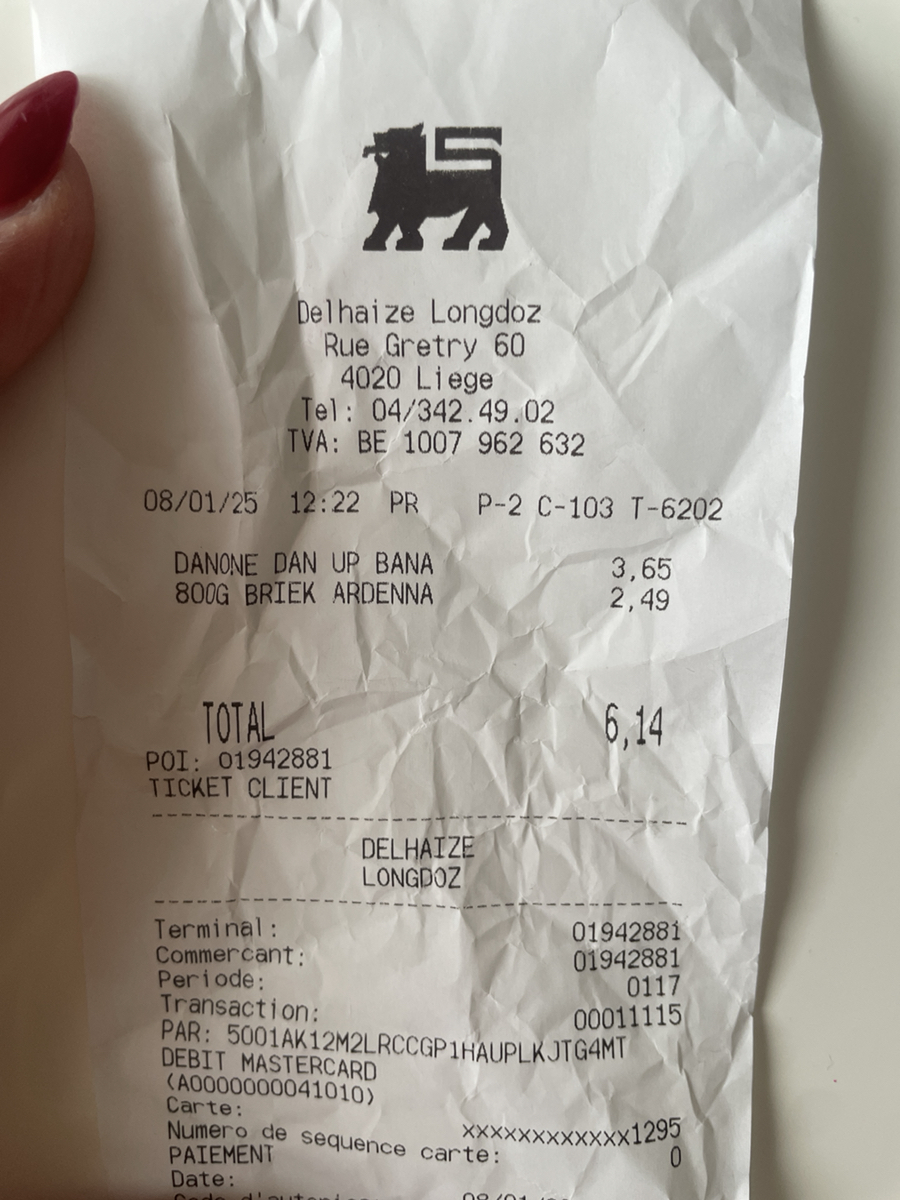 Delhaize Longdoz
Rue Gretry 60
4020 Liege
Tel: 04/342.49.02
TVA: BE 1007 962 632
08/01/25 12:22 PR P-2 C-103 T-6202
DANONE DAN UP BANA 3,65
800G BRIEK ARDENNA 2,49
TOTAL 6,14
POI: 01942881
TICKET CLIENT
DELHAIZE
LONGDOZ
Terminal: 01942881
Commercant: 01942881
Periode: 0117
Transaction: 00011115
PAR: 5001AK12M2LRCCGP1HAUPLKJTG4MT
DEBIT MASTERCARD
(A0000000041010)
Carte: xxxxxxxxxxxx1295
Numero de sequence carte: 0
PAIEMENT
Date: